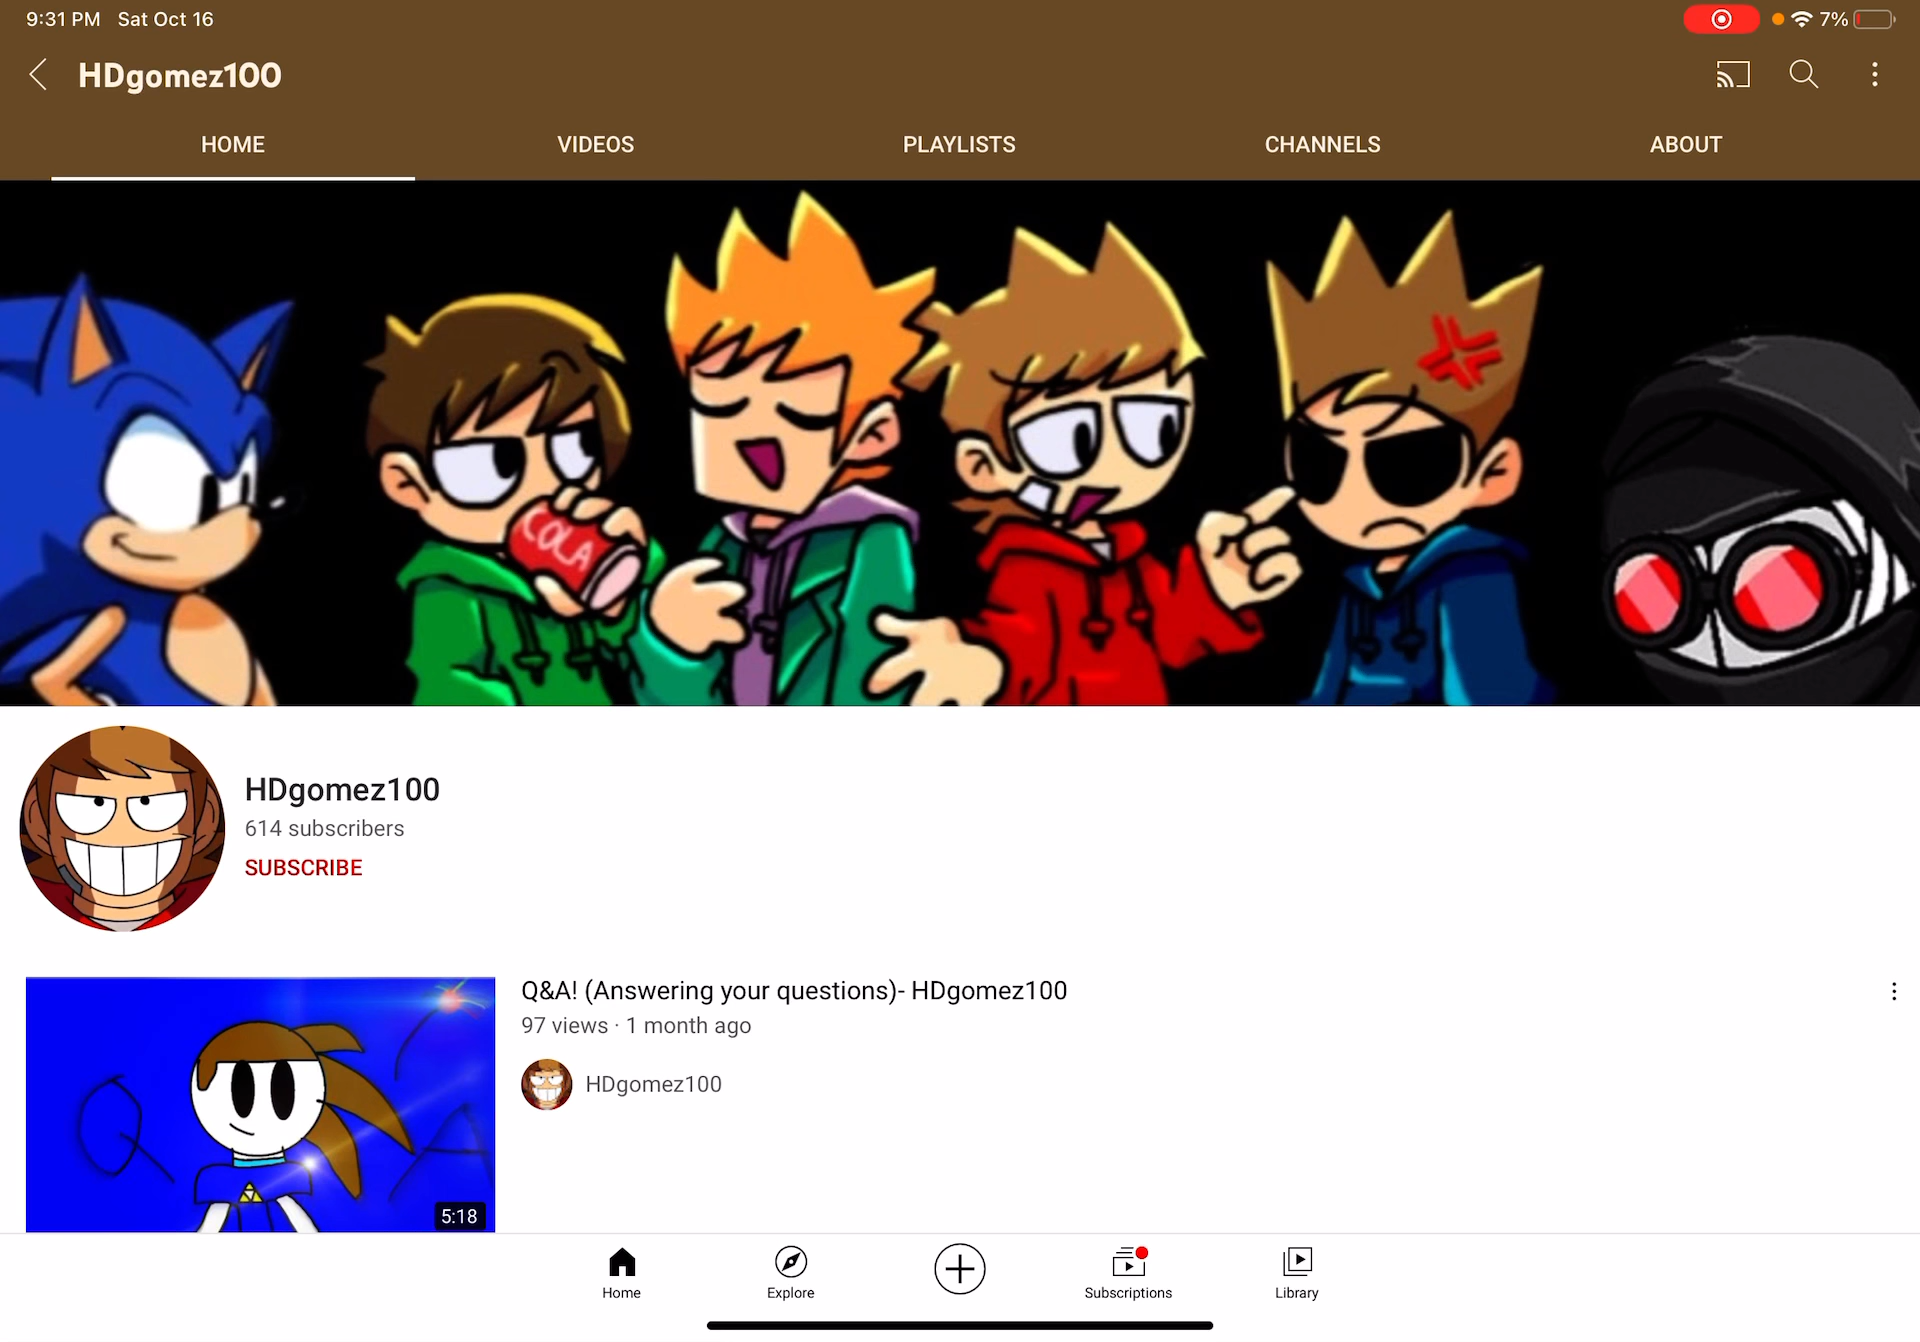 9:31 PM Sat Oct 16
7%
HDgomez100
HOME VIDEOS PLAYLISTS CHANNELS ABOUT
COLA
HDgomez100
614 subscribers
SUBSCRIBE
Q&A! (Answering your questions)- HDgomez100
97 views · 1 month ago
HDgomez100
Q A
5:18
Home Explore Subscriptions Library